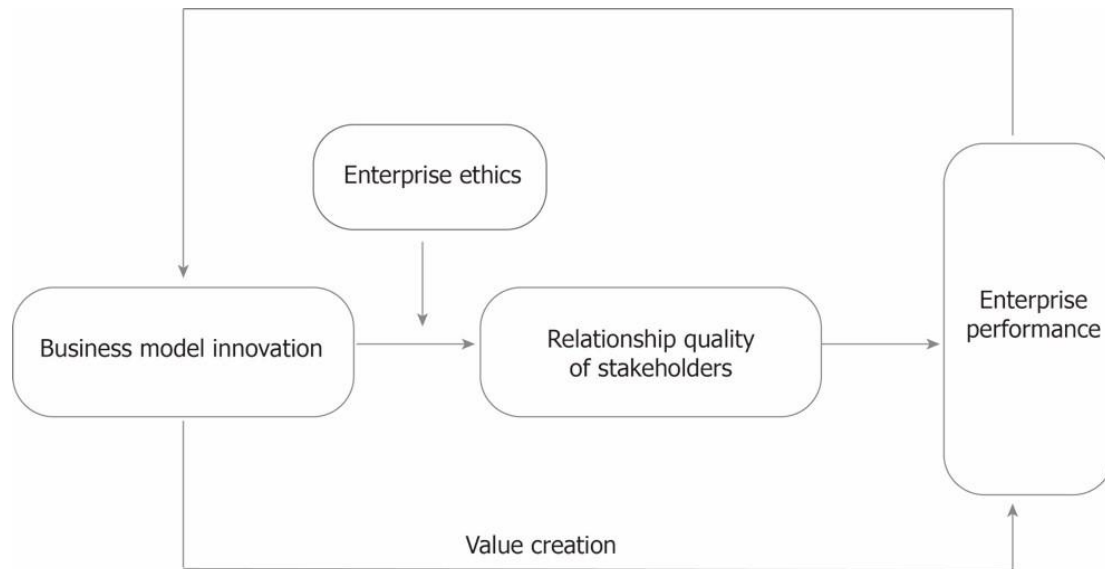 Enterprise ethics
Business model innovation
Relationship quality
of stakeholders
Enterprise
performance
Value creation